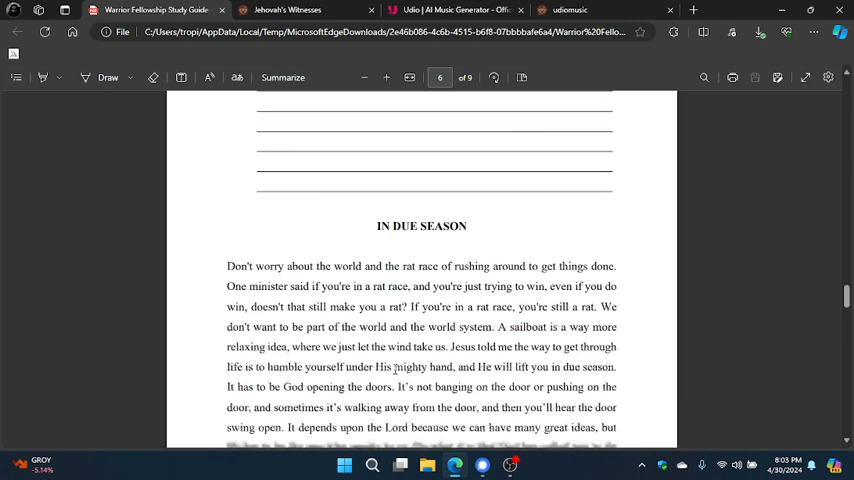 Warrior Fellowship Study Guide
Jehovah's Witnesses
Udio | AI Music Generator - Offic
udiomusic
File
C:/Users/tropi/AppData/Local/Temp/MicrosoftEdgeDownloads/2e46b086-4c6b-4515-b6f8-07bbbbafe6a4/Warrior%20Fello...
Draw
Summarize
6
of 9
IN DUE SEASON
Don't worry about the world and the rat race of rushing around to get things done.
One minister said if you're in a rat race, and you're just trying to win, even if you do
win, doesn't that still make you a rat? If you're in a rat race, you're still a rat. We
don't want to be part of the world and the world system. A sailboat is a way more
relaxing idea, where we just let the wind take us. Jesus told me the way to get through
life is to humble yourself under His mighty hand, and He will lift you in due season.
It has to be God opening the doors. It's not banging on the door or pushing on the
door, and sometimes it's walking away from the door, and then you'll hear the door
swing open. It depends upon the Lord because we can have many great ideas, but
GROY
-5.14%
8:03 PM
4/30/2024